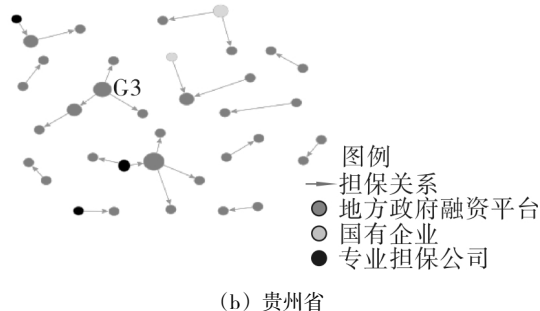 G3
图例
担保关系
地方政府融资平台
国有企业
专业担保公司
(b) 贵州省